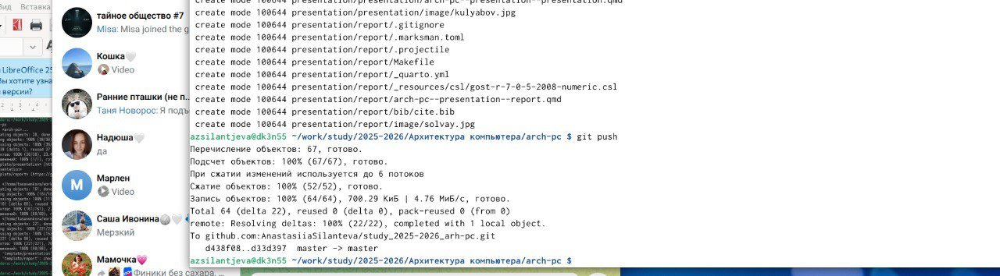 Вид Вставка
LibreOffice 25
Вы хотите узна
версии?
тайное общество #7
Misa: Misa joined the g
Кошка🤍
Video
Ранние пташки (не п...
Таня Новорос: Я подъ
Надюша🤍
да
М
Марлен
Video
Саша Ивонина
Мерзкий
Мамочка💗
Финики без сахара,
create mode 100644 presentation/presentation/arch-pc--presentation--presentation.qmd
create mode 100644 presentation/presentation/image/kulyabov.jpg
create mode 100644 presentation/report/.gitignore
create mode 100644 presentation/report/.marksman.toml
create mode 100644 presentation/report/.projectile
create mode 100644 presentation/report/Makefile
create mode 100644 presentation/report/_quarto.yml
create mode 100644 presentation/report/_resources/csl/gost-r-7-0-5-2008-numeric.csl
create mode 100644 presentation/report/arch-pc--presentation--report.qmd
create mode 100644 presentation/report/bib/cite.bib
create mode 100644 presentation/report/image/solvay.jpg
azsilantjeva@dk3n55 ~/work/study/2025-2026/Архитектура компьютера/arch-pc $ git push
Перечисление объектов: 67, готово.
Подсчет объектов: 100% (67/67), готово.
При сжатии изменений используется до 6 потоков
Сжатие объектов: 100% (52/52), готово.
Запись объектов: 100% (64/64), 700.29 КиБ | 4.76 МиБ/с, готово.
Total 64 (delta 22), reused 0 (delta 0), pack-reused 0 (from 0)
remote: Resolving deltas: 100% (22/22), completed with 1 local object.
To github.com:AnastasiiaSilanteva/study_2025-2026_arh-pc.git
d438f08..d33d397 master -> master
azsilantjeva@dk3n55 ~/work/study/2025-2026/Архитектура компьютера/arch-pc $